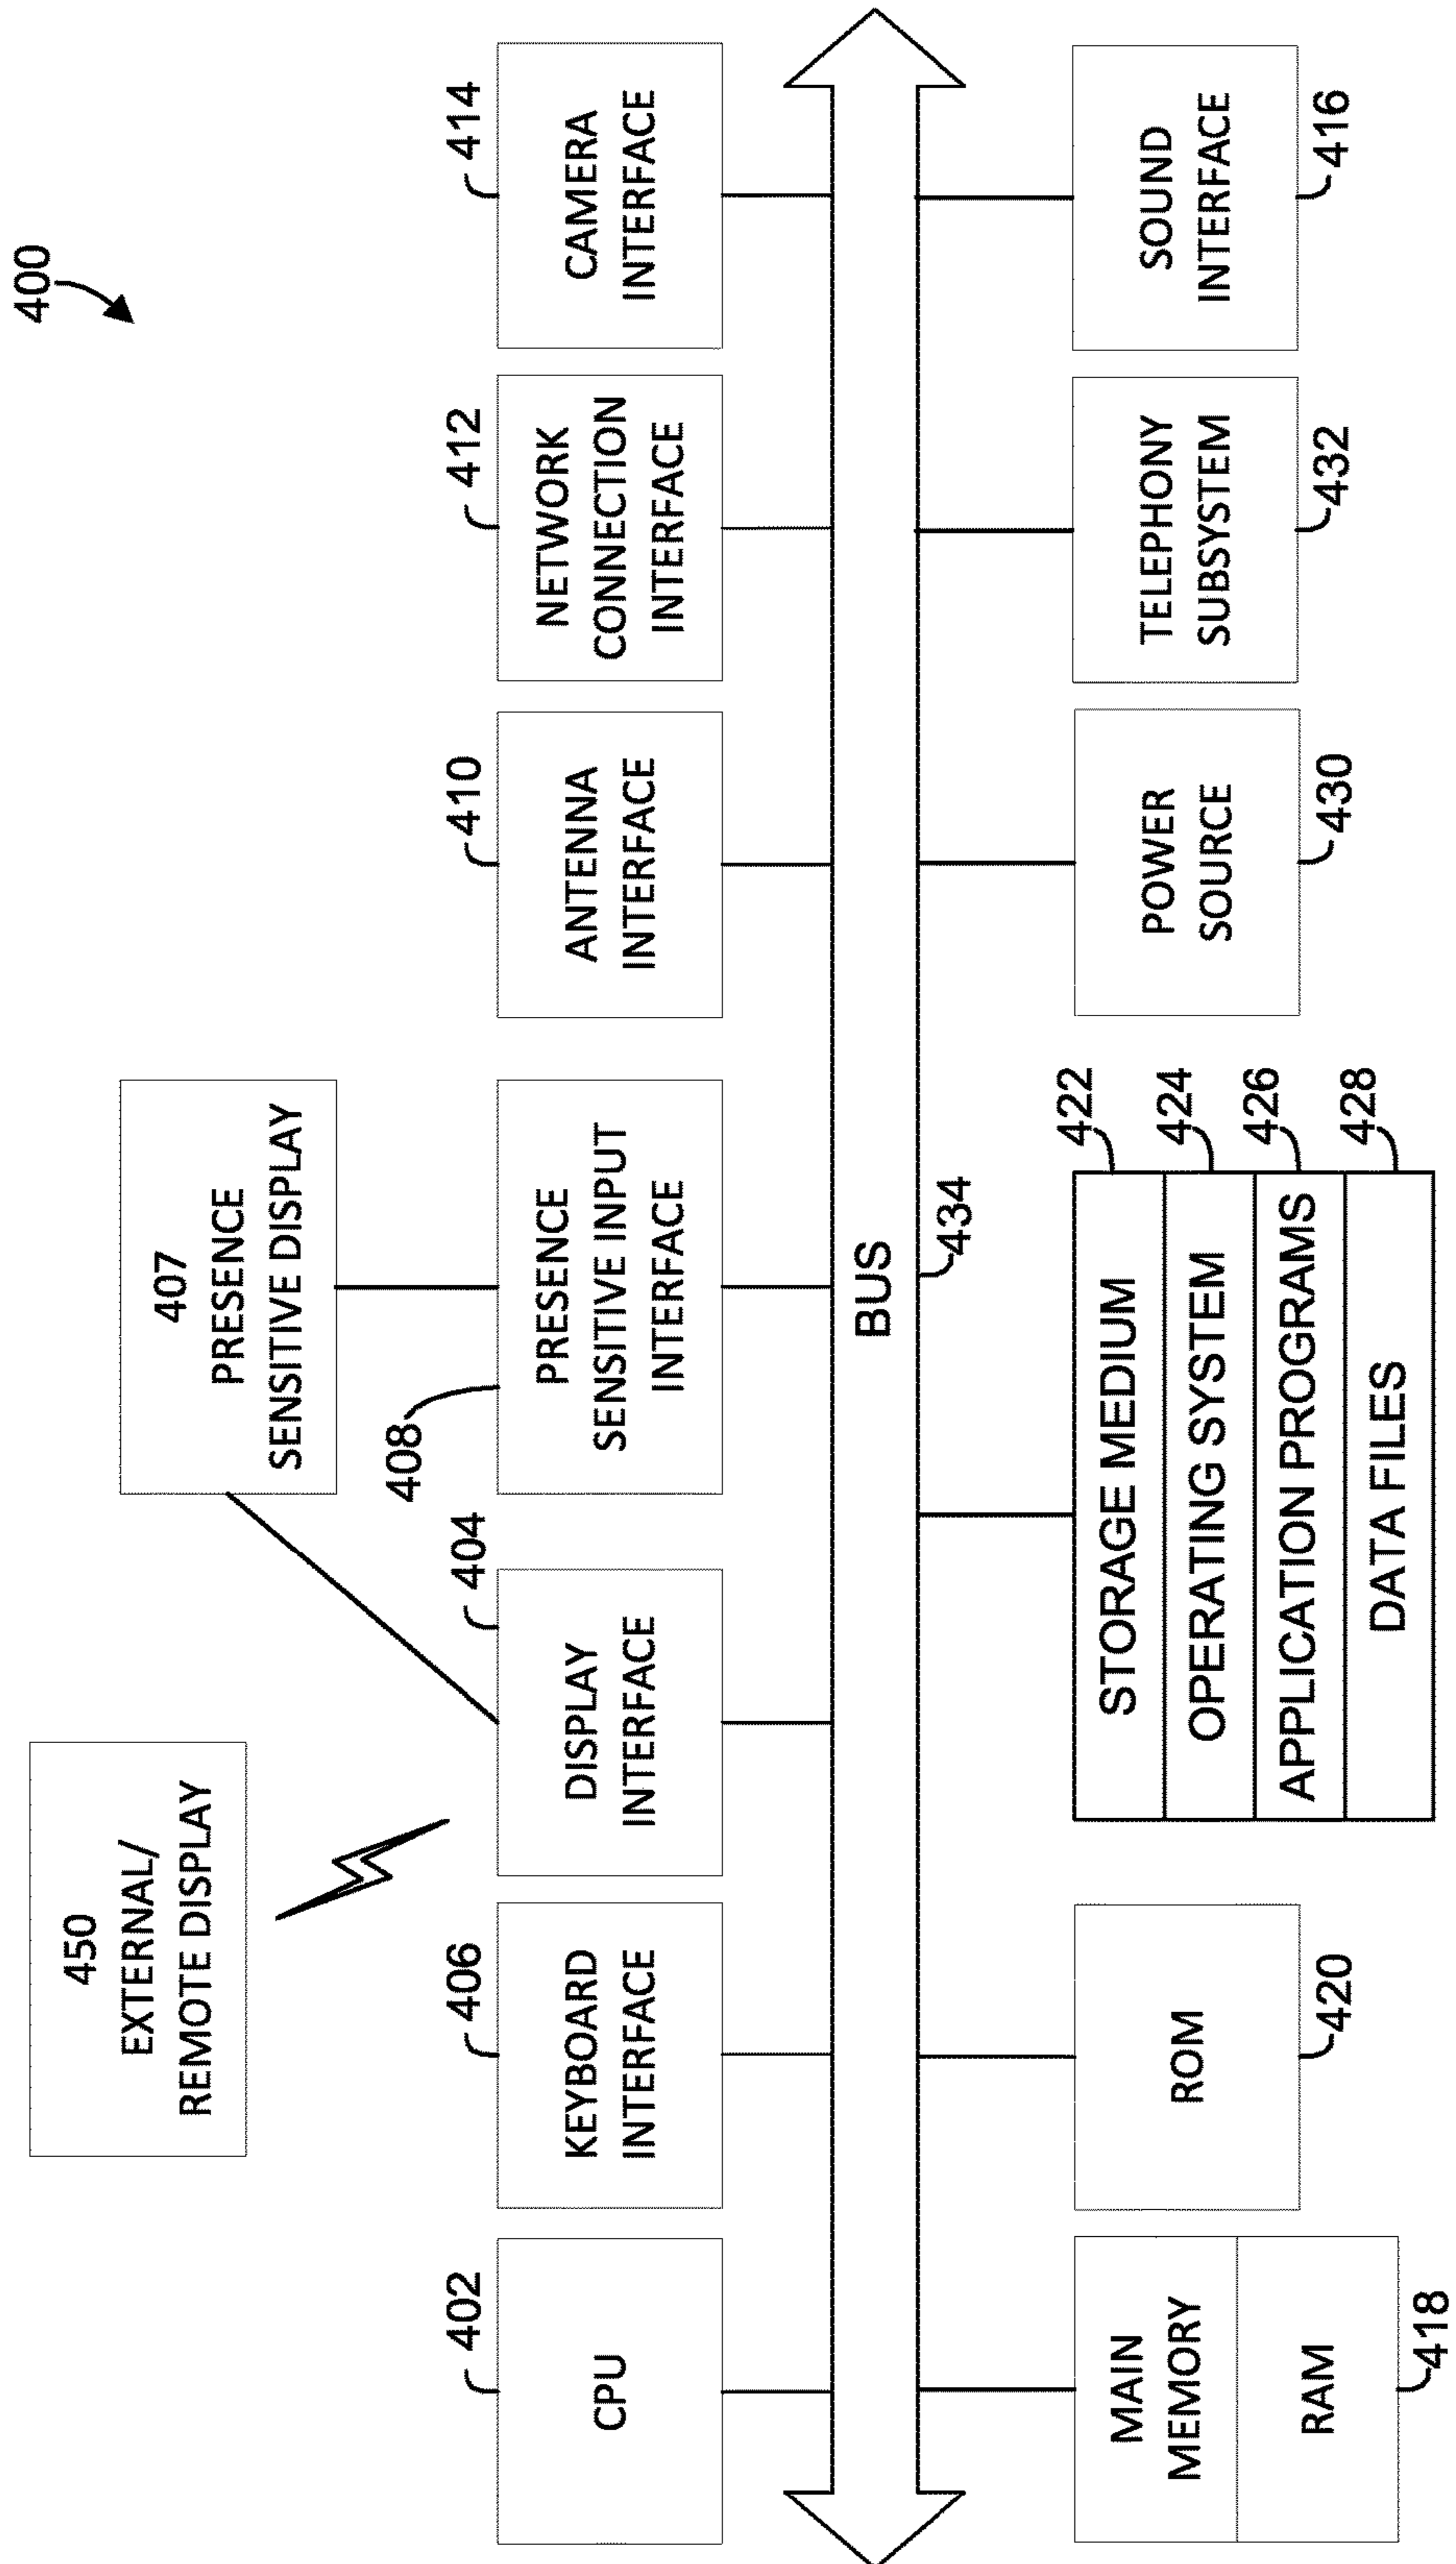 400
450
EXTERNAL/
REMOTE DISPLAY
407
PRESENCE
SENSITIVE DISPLAY
402
CPU
406
KEYBOARD
INTERFACE
404
DISPLAY
INTERFACE
408
PRESENCE
SENSITIVE INPUT
INTERFACE
410
ANTENNA
INTERFACE
412
NETWORK
CONNECTION
INTERFACE
414
CAMERA
INTERFACE
BUS
434
MAIN
MEMORY
RAM
418
ROM
420
STORAGE MEDIUM
422
OPERATING SYSTEM
424
APPLICATION PROGRAMS
426
DATA FILES
428
POWER
SOURCE
430
TELEPHONY
SUBSYSTEM
432
SOUND
INTERFACE
416